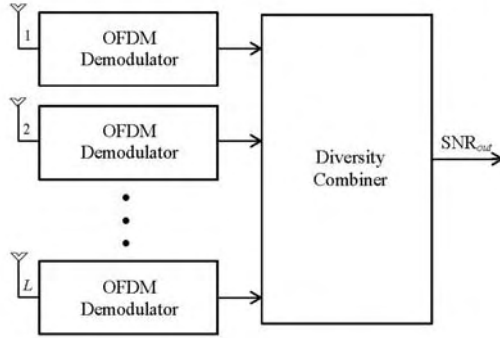 1
OFDM
Demodulator
2
OFDM
Demodulator
Diversity
Combiner
SNRout
L
OFDM
Demodulator